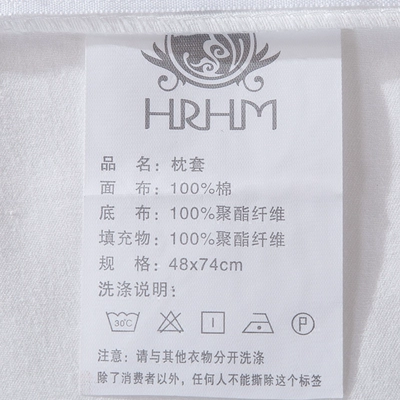 HRHM
品 名：枕套
面 布：100%棉
底 布：100%聚酯纤维
填充物：100%聚酯纤维
规 格：48x74cm
洗涤说明：
30℃ P
注意：请与其他衣物分开洗涤
除了消费者以外，任何人不能撕除这个标签